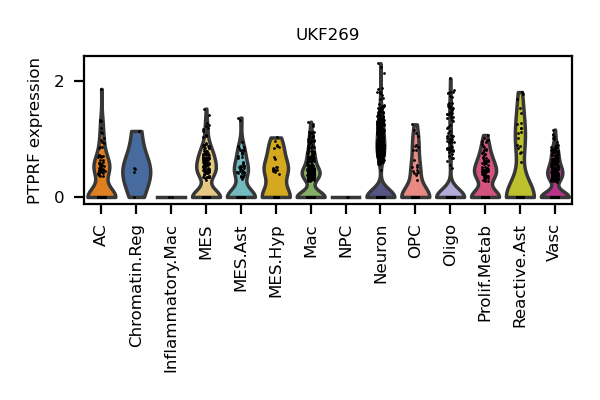 UKF269
PTPRF expression
2
0
AC
Chromatin.Reg
Inflammatory.Mac
MES
MES.Ast
MES.Hyp
Mac
NPC
Neuron
OPC
Oligo
Prolif.Metab
Reactive.Ast
Vasc